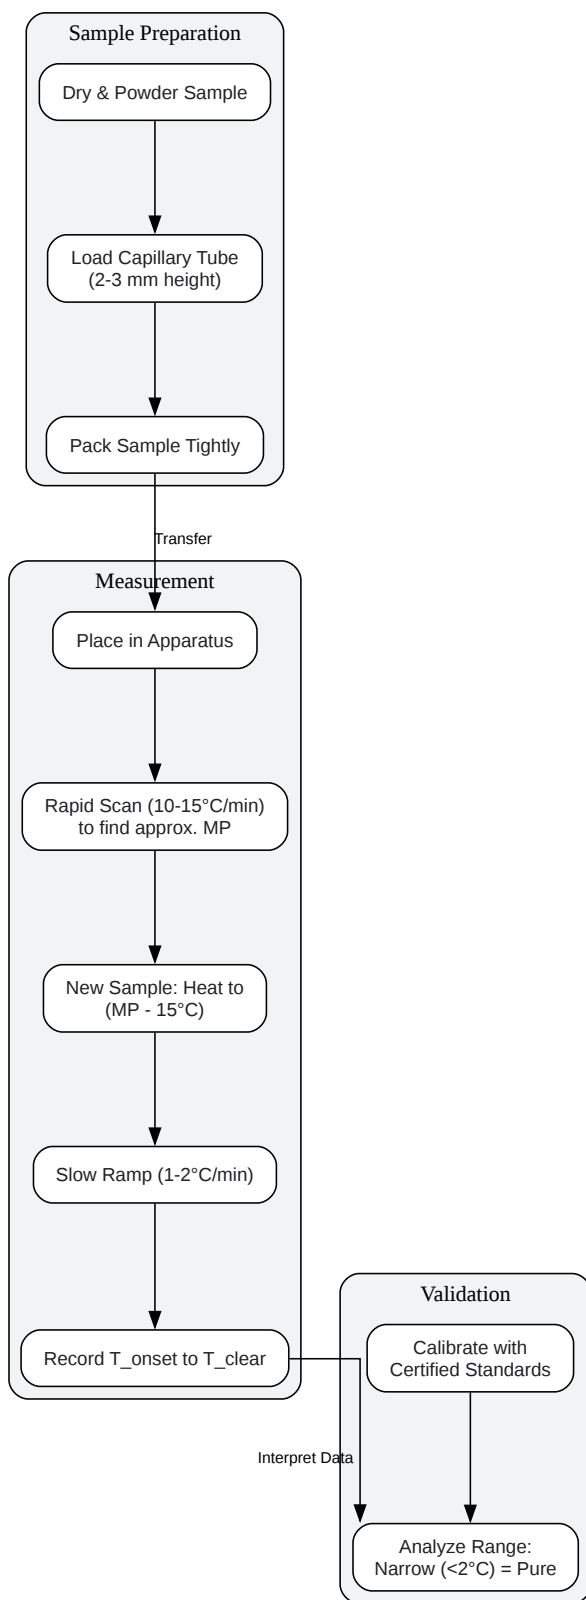 Sample Preparation
Dry & Powder Sample
Load Capillary Tube
(2-3 mm height)
Pack Sample Tightly
Transfer
Measurement
Place in Apparatus
Rapid Scan (10-15°C/min)
to find approx. MP
New Sample: Heat to
(MP - 15°C)
Slow Ramp (1-2°C/min)
Record T_onset to T_clear
Validation
Calibrate with
Certified Standards
Interpret Data
Analyze Range:
Narrow (<2°C) = Pure